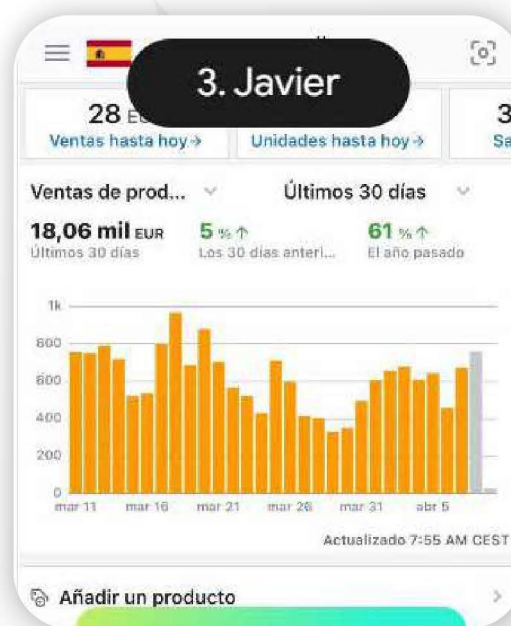 3. Javier
28
3
Ventas hasta hoy→
Unidades hasta hoy→
Sa
Ventas de prod...
Últimos 30 días
18,06 mil EUR
5 % ↑
61 % ↑
Últimos 30 días
Los 30 días anteri...
El año pasado
1k
800
600
400
200
0
mar 11
mar 16
mar 21
mar 26
mar 31
abr 5
Actualizado 7:55 AM CEST
Añadir un producto